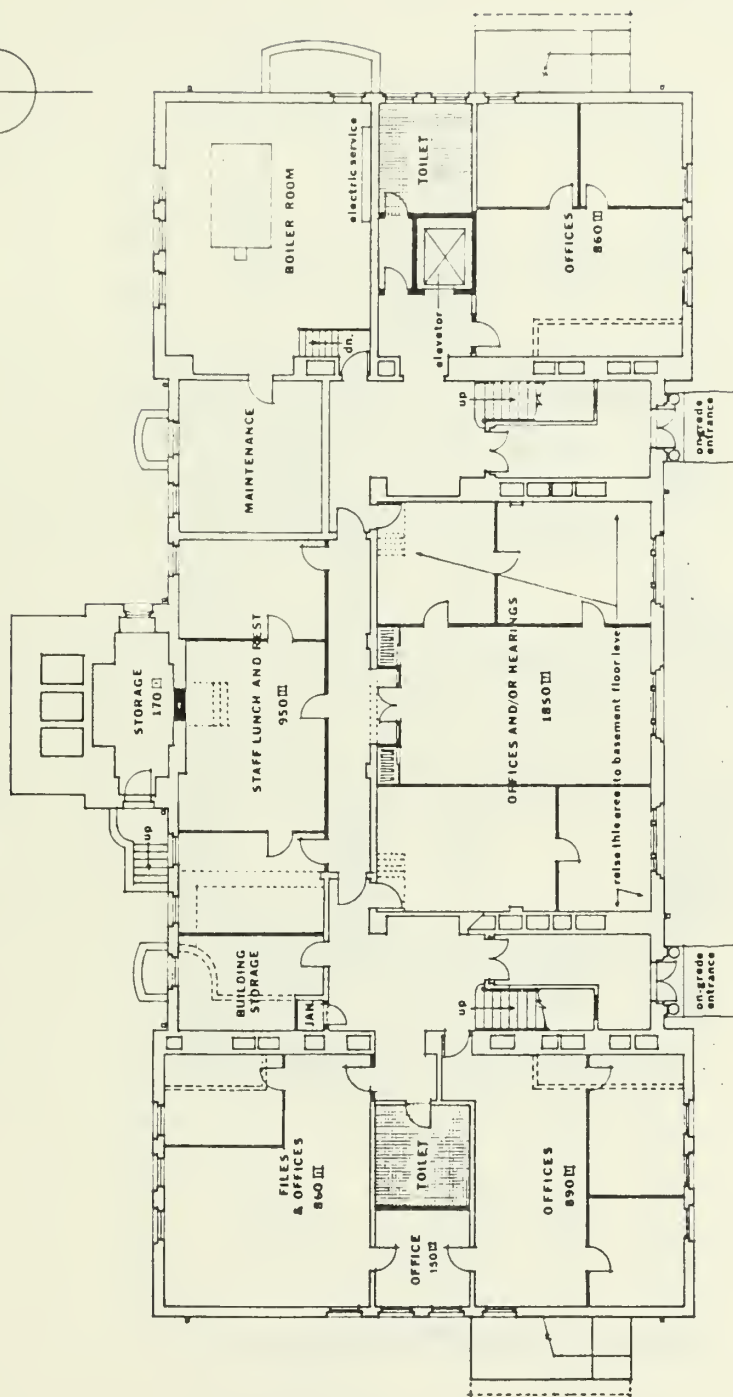 BOILER ROOM
electric service
TOILET
elevator
OFFICES
860 □
dn.
up
MAINTENANCE
on-grade
entrance
STORAGE
170 □
up
STAFF LUNCH AND REST
950 □
OFFICES AND/OR HEARINGS
1850 □
raise this area to basement floor level
BUILDING
STORAGE
JAN.
up
on-grade
entrance
FILES
& OFFICES
860 □
TOILET
OFFICE
150 □
OFFICES
890 □